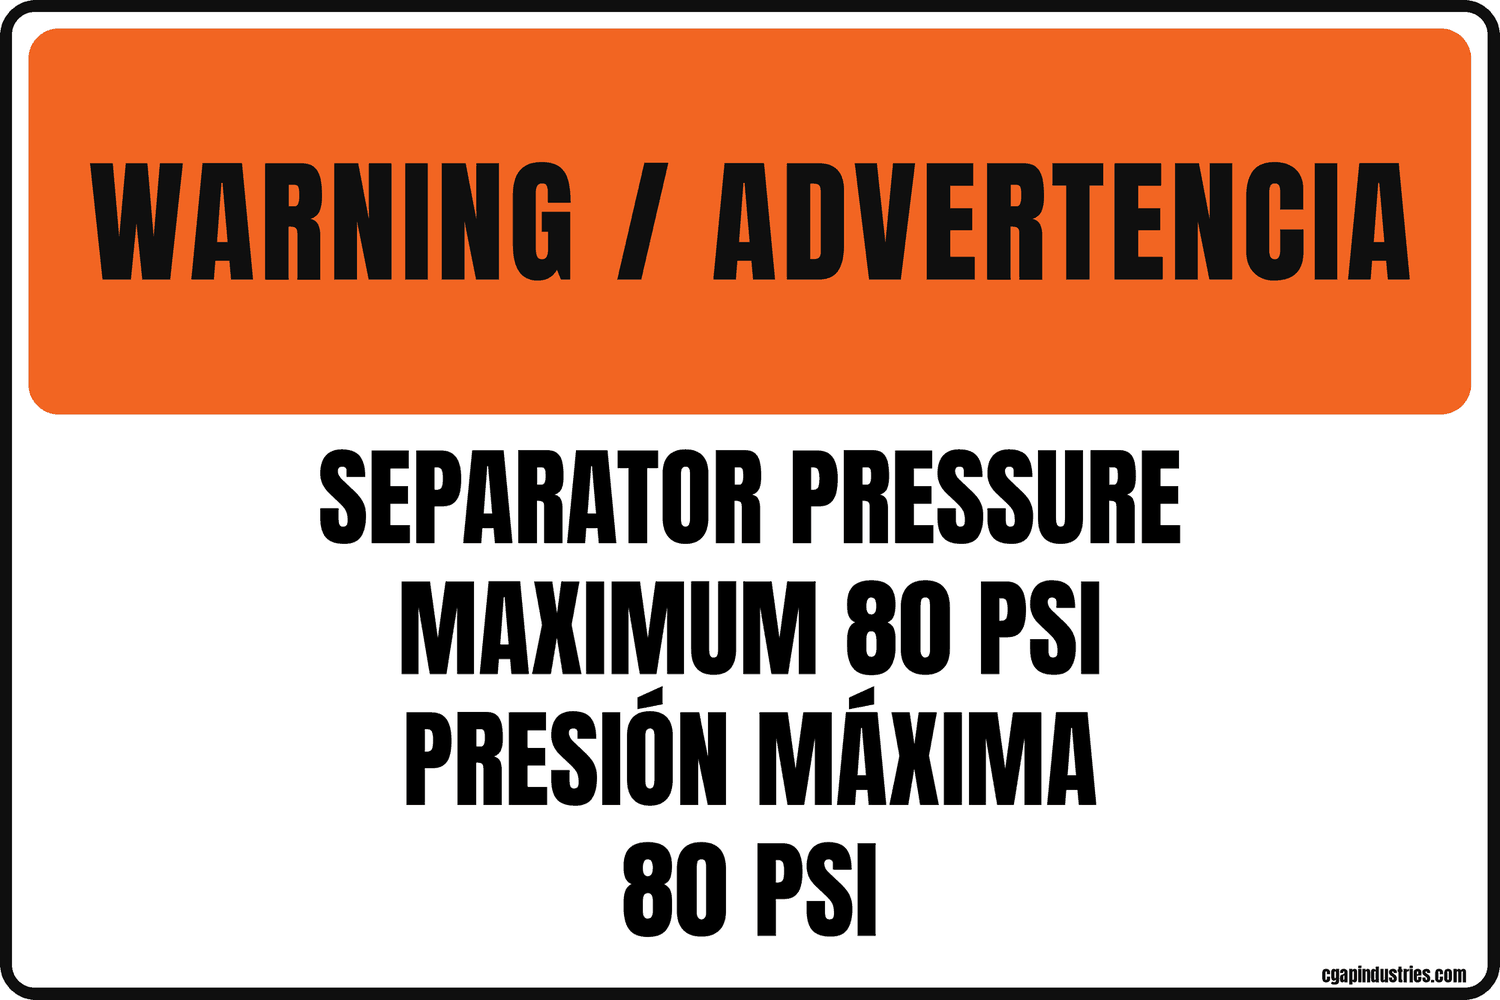 WARNING / ADVERTENCIA
SEPARATOR PRESSURE
MAXIMUM 80 PSI
PRESIÓN MÁXIMA
80 PSI
cgapindustries.com